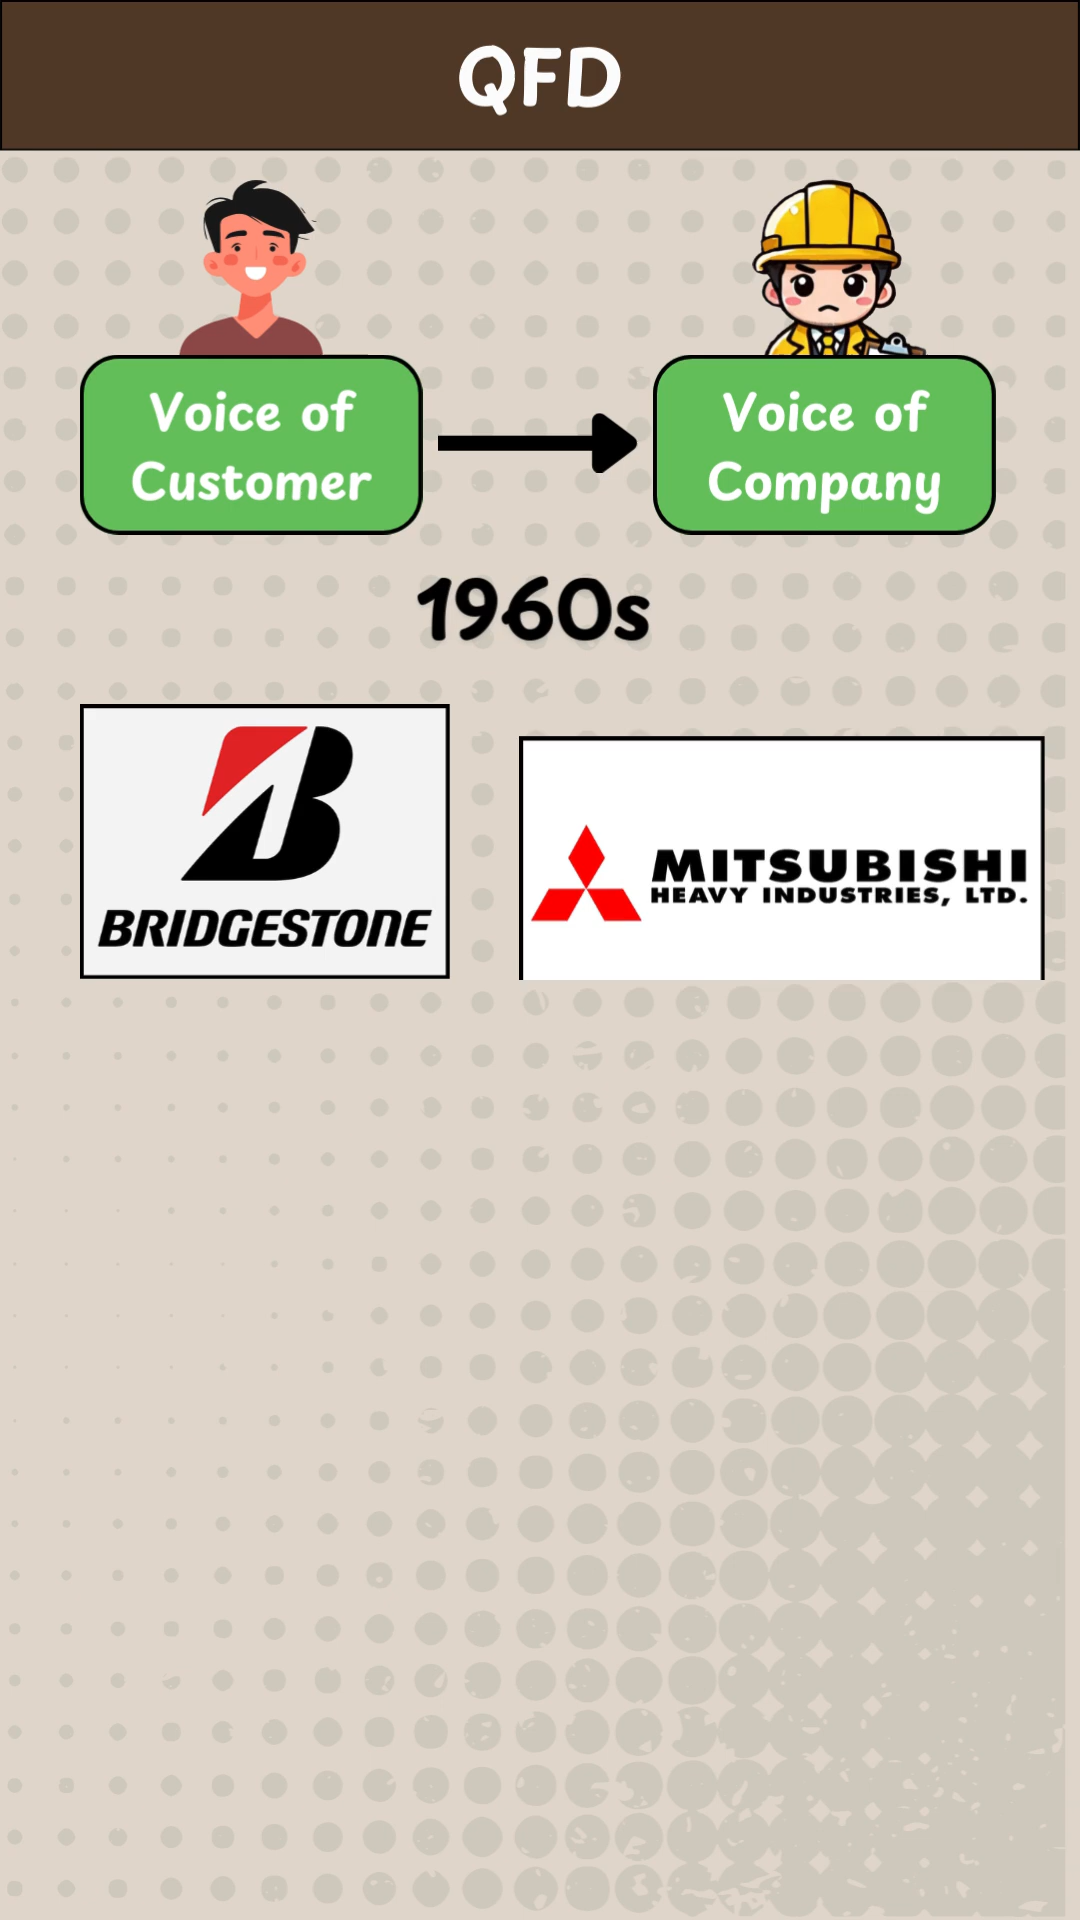 QFD
Voice of
Customer
Voice of
Company
1960s
BRIDGESTONE
MITSUBISHI
HEAVY INDUSTRIES, LTD.